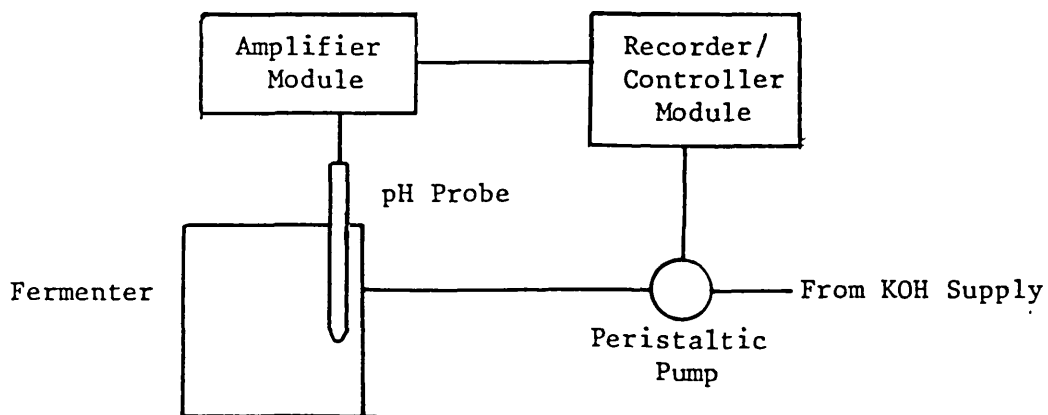 Amplifier
Module
Recorder/
Controller
Module
pH Probe
Fermenter
From KOH Supply
Peristaltic
Pump